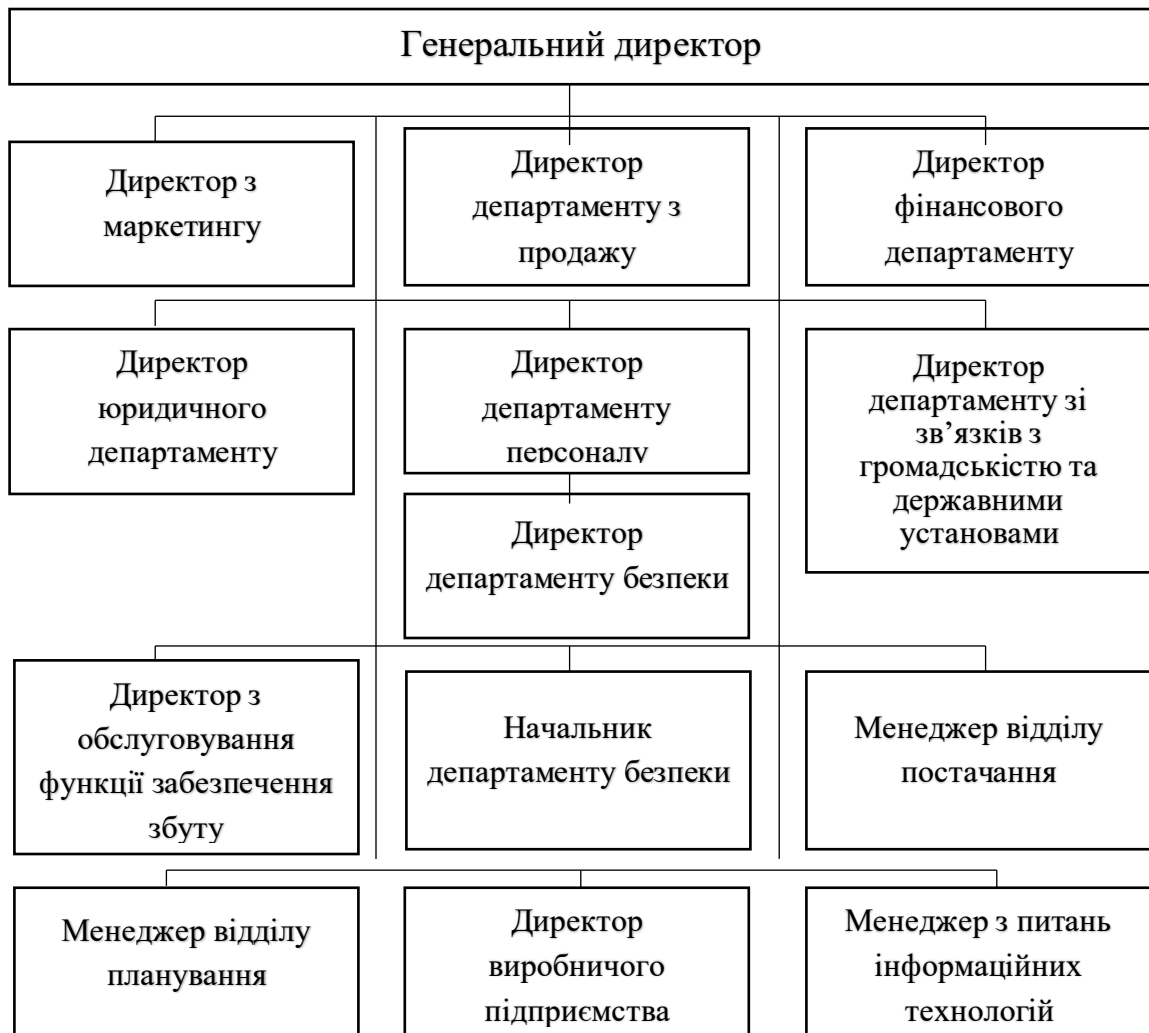 Генеральний директор
Директор з
маркетингу
Директор
департаменту з
продажу
Директор
фінансового
департаменту
Директор
юридичного
департаменту
Директор
департаменту
персоналу
Директор
департаменту зі
зв’язків з
громадськістю та
державними
установами
Директор
департаменту безпеки
Директор з
обслуговування
функції забезпечення
збуту
Начальник
департаменту безпеки
Менеджер відділу
постачання
Менеджер відділу
планування
Директор
виробничого
підприємства
Менеджер з питань
інформаційних
технологій